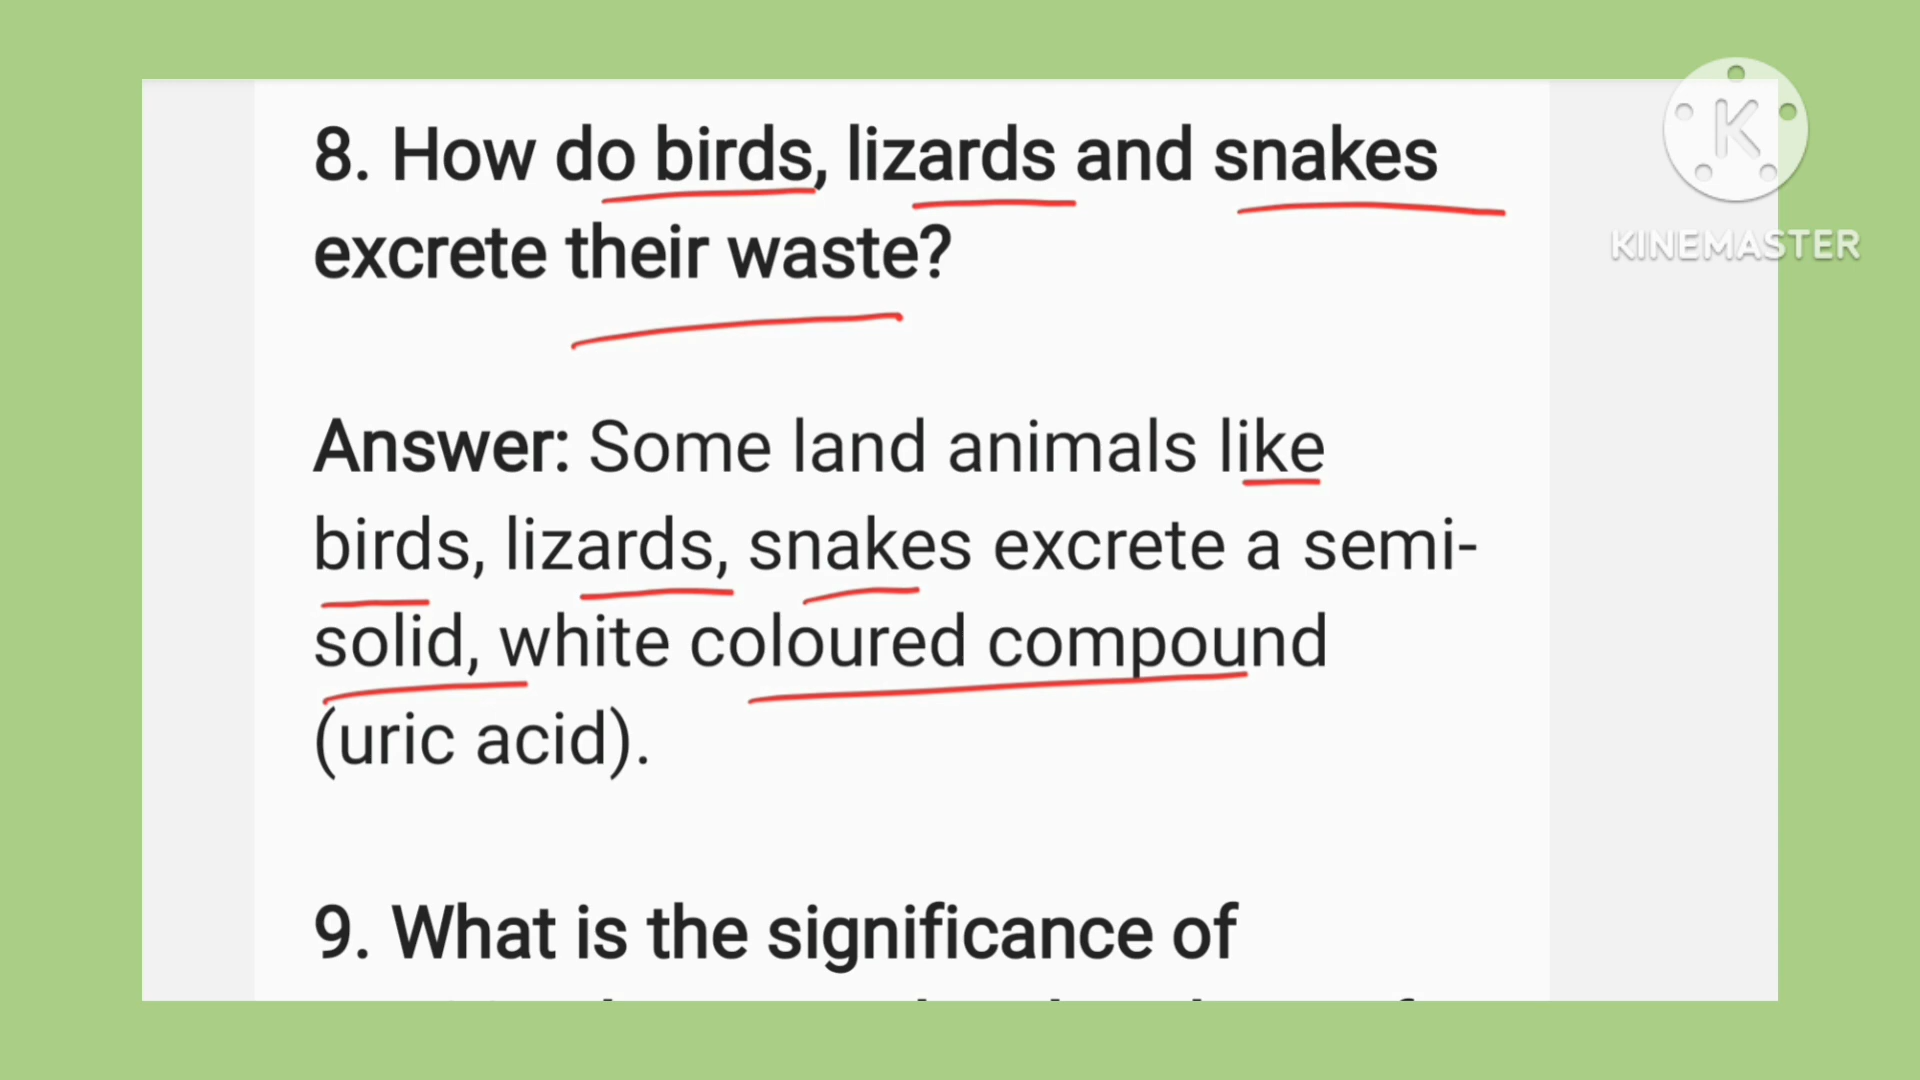 8. How do birds, lizards and snakes
excrete their waste?
Answer: Some land animals like
birds, lizards, snakes excrete a semi-
solid, white coloured compound
(uric acid).
9. What is the significance of
K
KINEMASTER